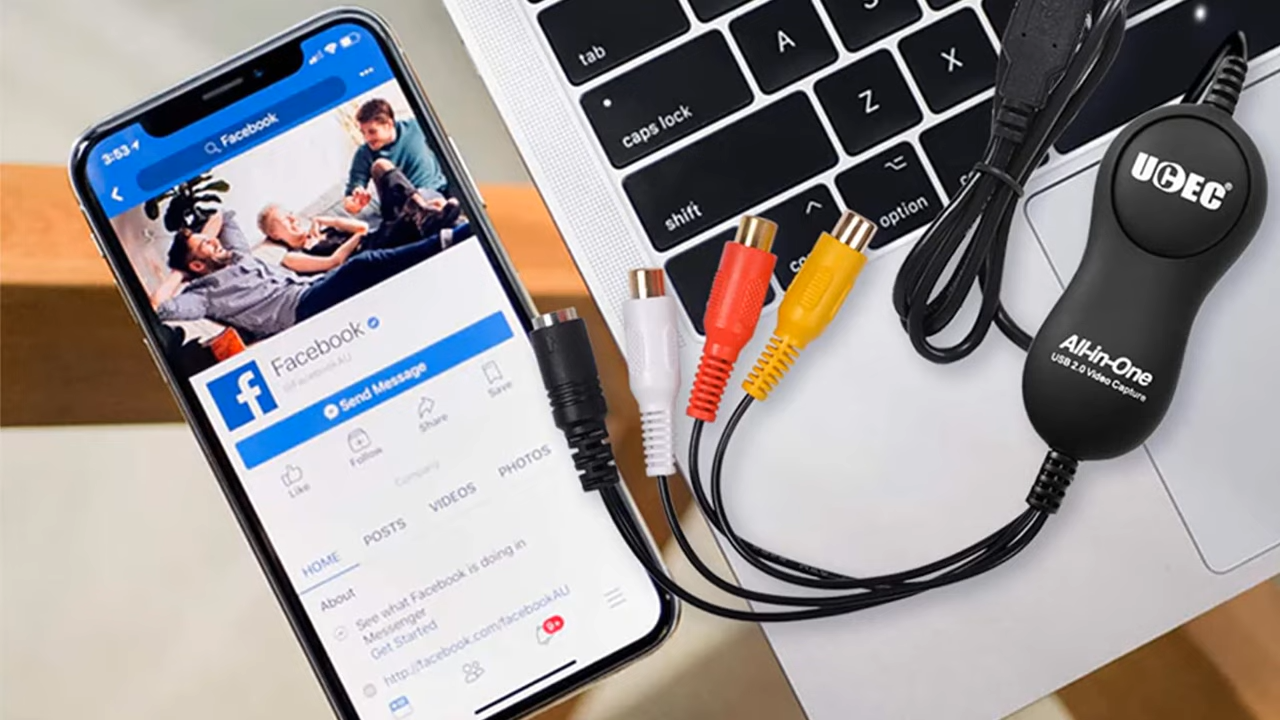 3:53
Facebook
Facebook
@FacebookAU
Send Message
Like
Follow
Share
Save
Company
HOME
POSTS
VIDEOS
PHOTOS
About
See what Facebook is doing in
Messenger
Get Started
http://facebook.com/facebookAU
9+
tab
A
S
caps lock
Z
X
shift
option
UCEC®
All-in-One
USB 2.0 Video Capture